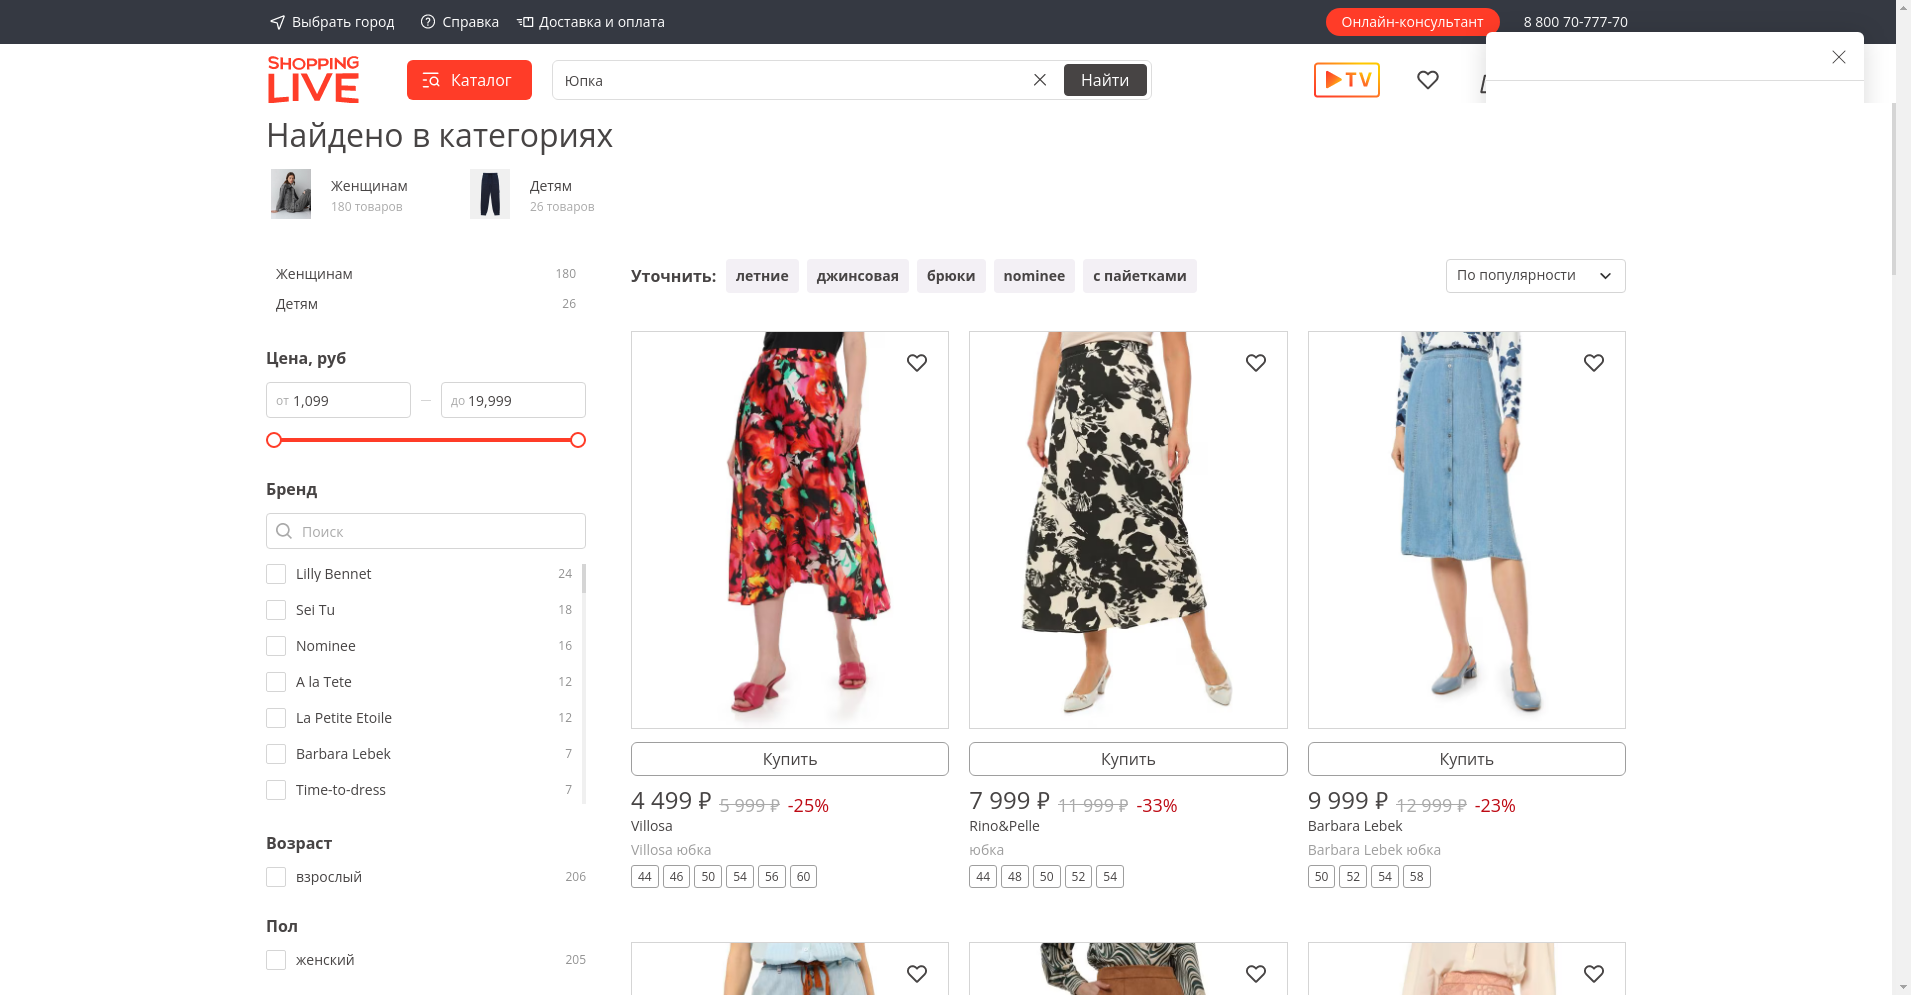 Выбрать город
Справка
Доставка и оплата
Онлайн-консультант
8 800 70-777-70
SHOPPING
LIVE
Каталог
Юпка
Найти
TV
Найдено в категориях
Женщинам
180 товаров
Детям
26 товаров
Женщинам 180
Детям 26
Цена, руб
от 1,099 — до 19,999
Бренд
Поиск
Lilly Bennet 24
Sei Tu 18
Nominee 16
A la Tete 12
La Petite Etoile 12
Barbara Lebek 7
Time-to-dress 7
Возраст
взрослый 206
Пол
женский 205
Уточнить: летние джинсовая брюки nominee с пайетками
По популярности
Купить
4 499 ₽ 5 999 ₽ -25%
Villosa
Villosa юбка
44 46 50 54 56 60
Купить
7 999 ₽ 11 999 ₽ -33%
Rino&Pelle
юбка
44 48 50 52 54
Купить
9 999 ₽ 12 999 ₽ -23%
Barbara Lebek
Barbara Lebek юбка
50 52 54 58